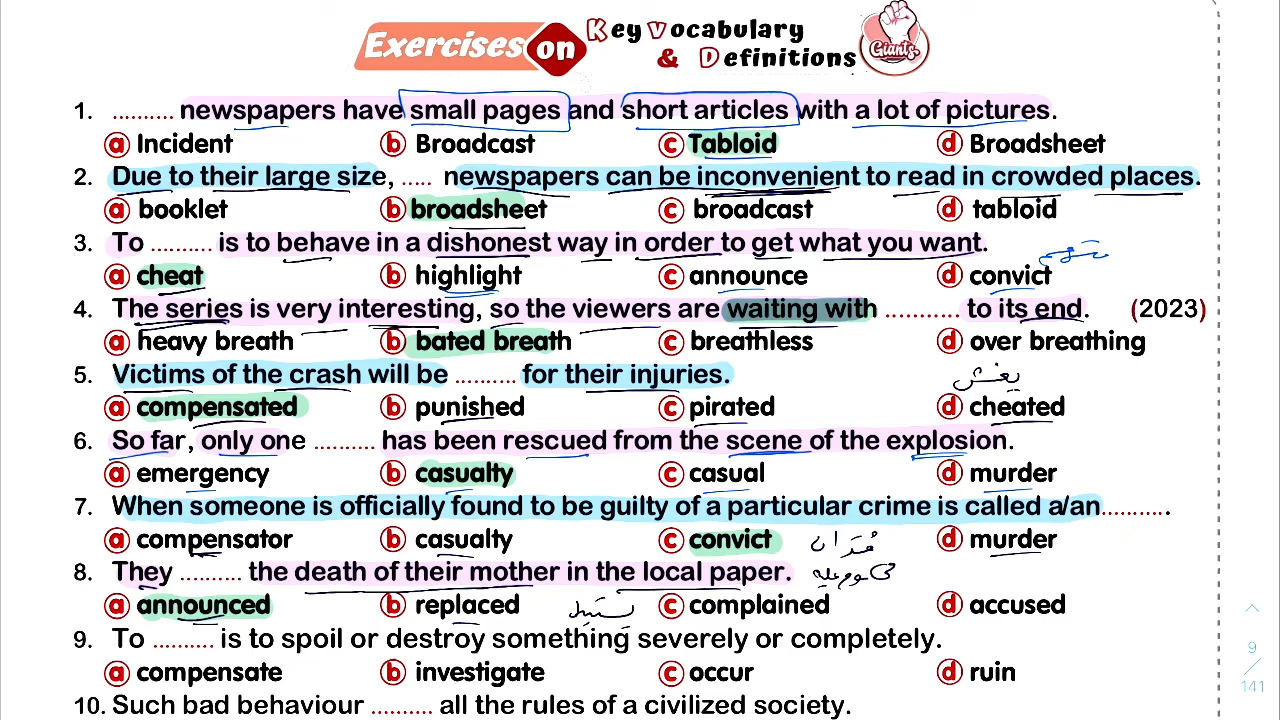 Exercises on Key Vocabulary
& Definitions
Giants
1. .......... newspapers have small pages and short articles with a lot of pictures.
a Incident b Broadcast c Tabloid d Broadsheet
2. Due to their large size, ..... newspapers can be inconvenient to read in crowded places.
a booklet b broadsheet c broadcast d tabloid
3. To .......... is to behave in a dishonest way in order to get what you want.
a cheat b highlight c announce d convict
4. The series is very interesting, so the viewers are waiting with ............ to its end. (2023)
a heavy breath b bated breath c breathless d over breathing
5. Victims of the crash will be .......... for their injuries.
يغش
a compensated b punished c pirated d cheated
6. So far, only one .......... has been rescued from the scene of the explosion.
a emergency b casualty c casual d murder
7. When someone is officially found to be guilty of a particular crime is called a/an...........
a compensator b casualty c convict مُدان d murder
8. They .......... the death of their mother in the local paper.
a announced b replaced c complained d accused
9. To .......... is to spoil or destroy something severely or completely.
a compensate b investigate c occur d ruin
10. Such bad behaviour .......... all the rules of a civilized society.
9
141